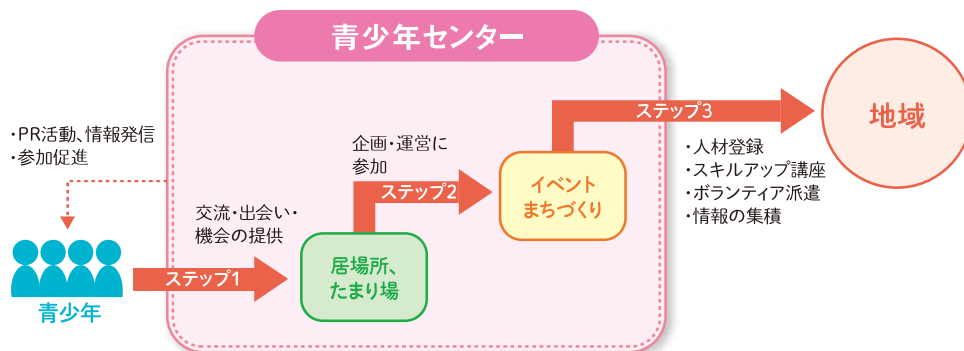 青少年センター
・PR活動、情報発信
・参加促進
青少年
交流・出会い・
機会の提供
ステップ1
居場所、
たまり場
企画・運営に
参加
ステップ2
イベント
まちづくり
ステップ3
・人材登録
・スキルアップ講座
・ボランティア派遣
・情報の集積
地域